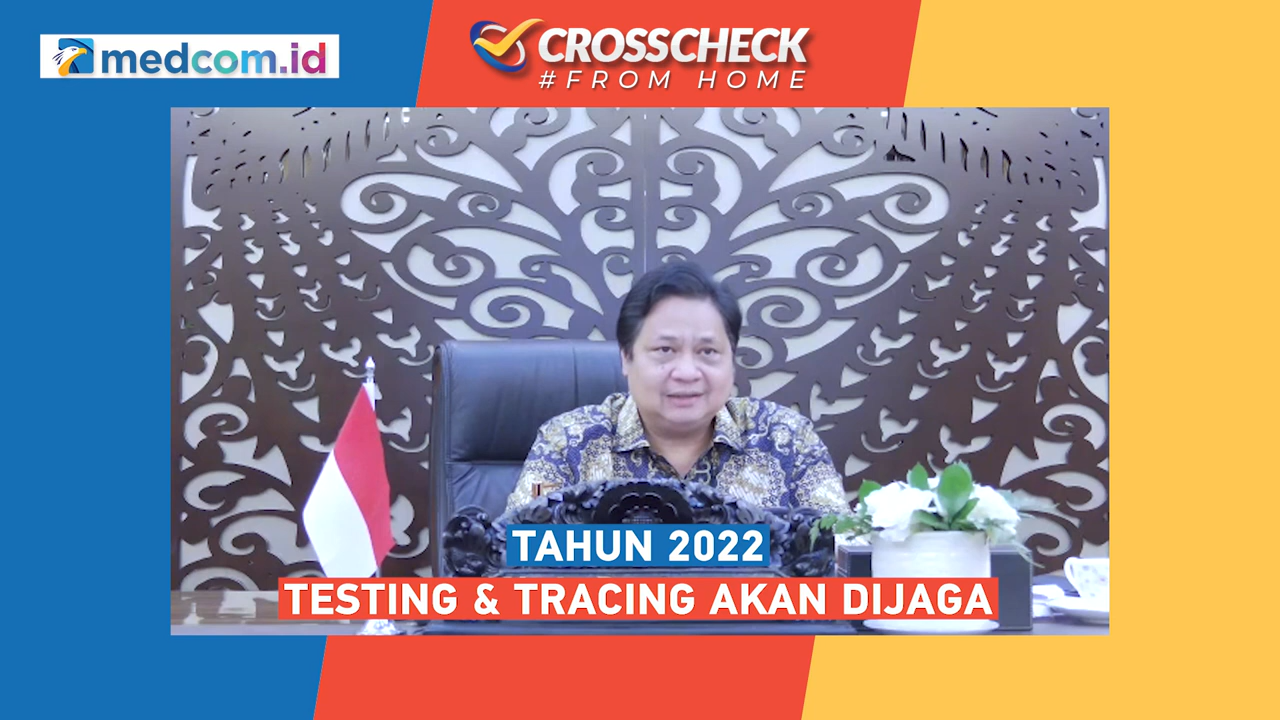 medcom.id
CROSSCHECK
#FROM HOME
TAHUN 2022
TESTING & TRACING AKAN DIJAGA